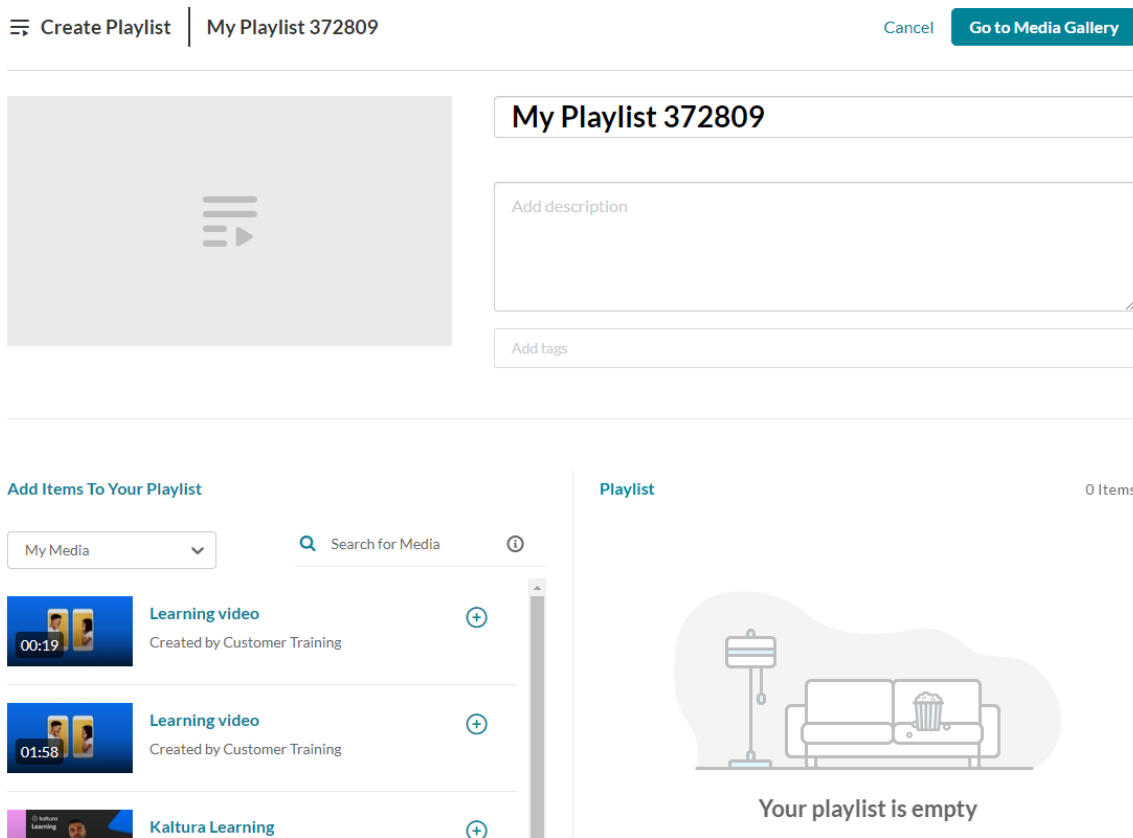 Create Playlist My Playlist 372809 Cancel Go to Media Gallery
My Playlist 372809
Add description
Add tags
Add Items To Your Playlist
My Media Search for Media
00:19
Learning video
Created by Customer Training
01:58
Learning video
Created by Customer Training
kaltura
Learning
Kaltura Learning
Playlist 0 Items
Your playlist is empty